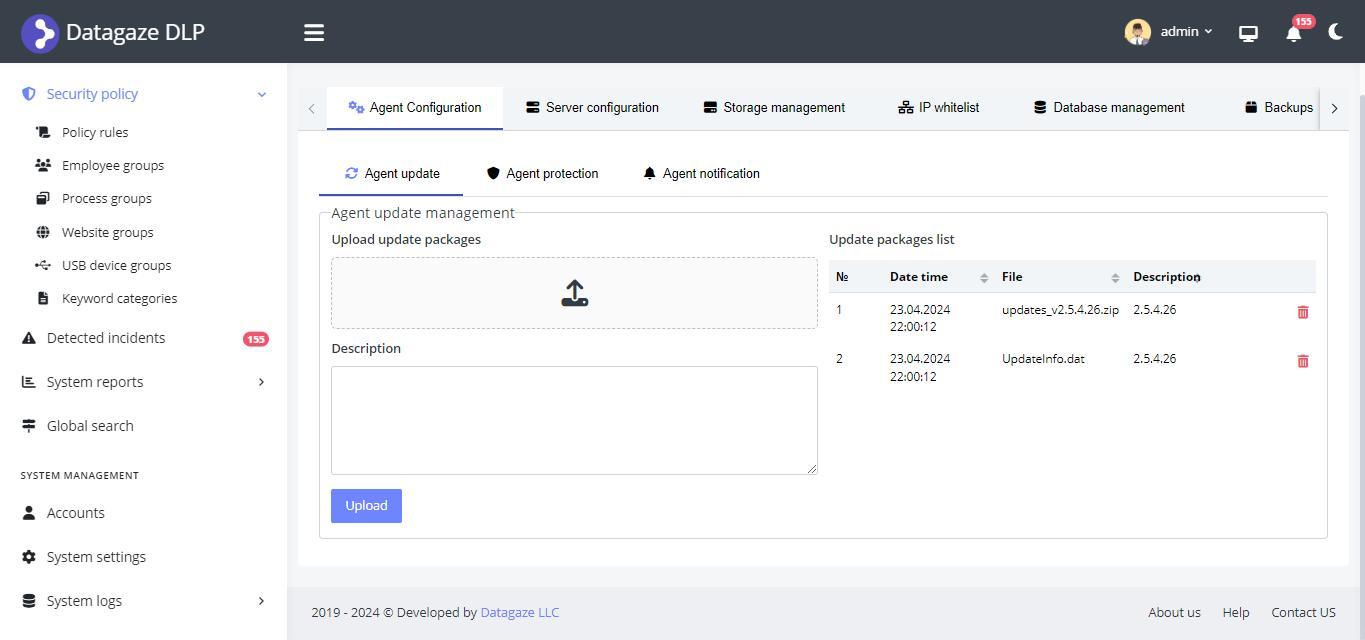 Datagaze DLP
admin
155
Security policy
Policy rules
Employee groups
Process groups
Website groups
USB device groups
Keyword categories
Detected incidents 155
System reports
Global search
SYSTEM MANAGEMENT
Accounts
System settings
System logs
Agent Configuration Server configuration Storage management IP whitelist Database management Backups
Agent update Agent protection Agent notification
Agent update management
Upload update packages
Description
Upload
Update packages list
№ Date time File Description
1 23.04.2024 updates_v2.5.4.26.zip 2.5.4.26
22:00:12
2 23.04.2024 UpdateInfo.dat 2.5.4.26
22:00:12
2019 - 2024 © Developed by Datagaze LLC
About us Help Contact US